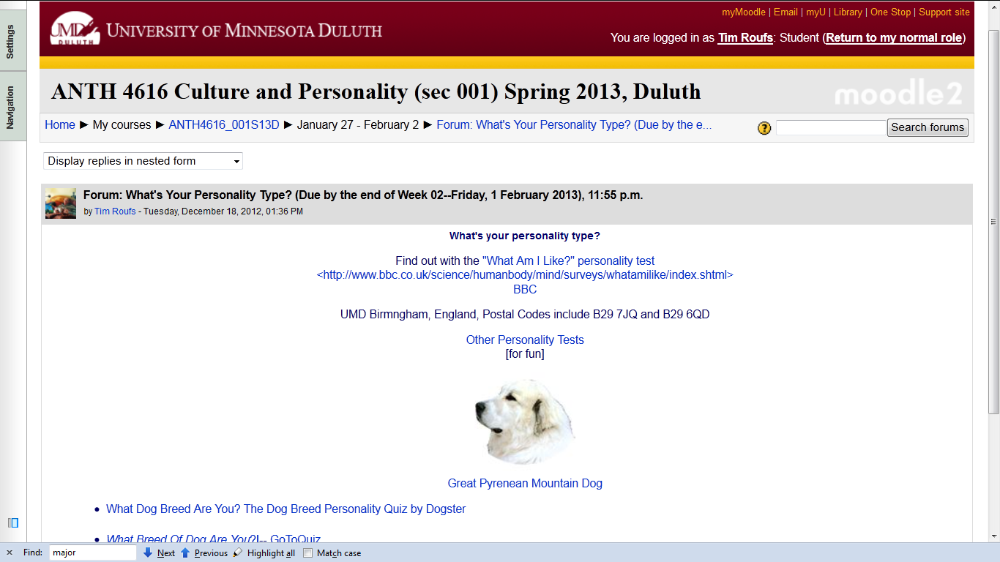 myMoodle | Email | myU | Library | One Stop | Support site
UMD DULUTH UNIVERSITY OF MINNESOTA DULUTH
You are logged in as Tim Roufs: Student (Return to my normal role)
Settings
Navigation
ANTH 4616 Culture and Personality (sec 001) Spring 2013, Duluth
moodle2
Home ► My courses ► ANTH4616_001S13D ► January 27 - February 2 ► Forum: What's Your Personality Type? (Due by the e...
? Search forums
Display replies in nested form
Forum: What's Your Personality Type? (Due by the end of Week 02--Friday, 1 February 2013), 11:55 p.m.
by Tim Roufs - Tuesday, December 18, 2012, 01:36 PM
What's your personality type?
Find out with the "What Am I Like?" personality test
<http://www.bbc.co.uk/science/humanbody/mind/surveys/whatamilike/index.shtml>
BBC
UMD Birmngham, England, Postal Codes include B29 7JQ and B29 6QD
Other Personality Tests
[for fun]
Great Pyrenean Mountain Dog
• What Dog Breed Are You? The Dog Breed Personality Quiz by Dogster
• What Breed Of Dog Are You?!-- GoToQuiz
x Find: major Next Previous Highlight all Match case